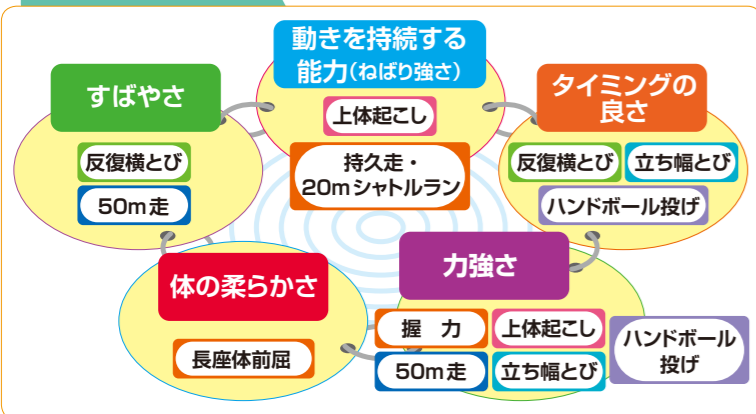 動きを持続する
能力(ねばり強さ)
上体起こし
持久走・
20mシャトルラン
すばやさ
反復横とび
50m走
タイミングの
良さ
反復横とび
立ち幅とび
ハンドボール投げ
体の柔らかさ
長座体前屈
力強さ
握　力
上体起こし
50m走
立ち幅とび
ハンドボール
投げ